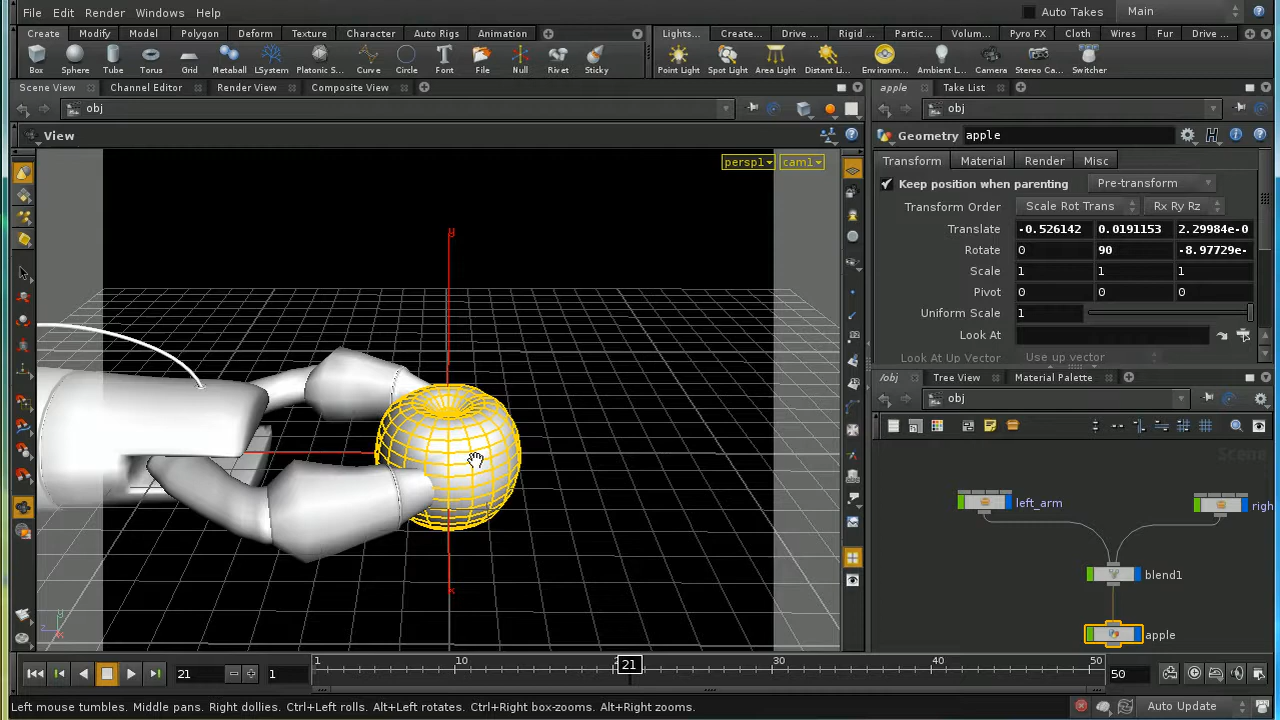 File Edit Render Windows Help
Auto Takes Main
Create Modify Model Polygon Deform Texture Character Auto Rigs Animation
Lights... Create... Drive ... Rigid ... Partic... Volum... Pyro FX Cloth Wires Fur Drive ...
Box Sphere Tube Torus Grid Metaball LSystem Platonic S... Curve Circle Font File Null Rivet Sticky
Point Light Spot Light Area Light Distant Li... Environm... Ambient L... Camera Stereo Ca... Switcher
Scene View Channel Editor Render View Composite View
apple Take List
obj
obj
View
Geometry apple
persp1 cam1
Transform Material Render Misc
Keep position when parenting Pre-transform
Transform Order Scale Rot Trans Rx Ry Rz
Translate -0.526142 0.0191153 2.29984e-0
Rotate 0 90 -8.97729e-
Scale 1 1 1
Pivot 0 0 0
Uniform Scale 1
Look At
Look At Up Vector Use up vector
y
x
/obj Tree View Material Palette
obj
Scene
left_arm
righ
blend1
apple
1 10 21 30 40 50
21 1 50
Left mouse tumbles. Middle pans. Right dollies. Ctrl+Left rolls. Alt+Left rotates. Ctrl+Right box-zooms. Alt+Right zooms.
Auto Update